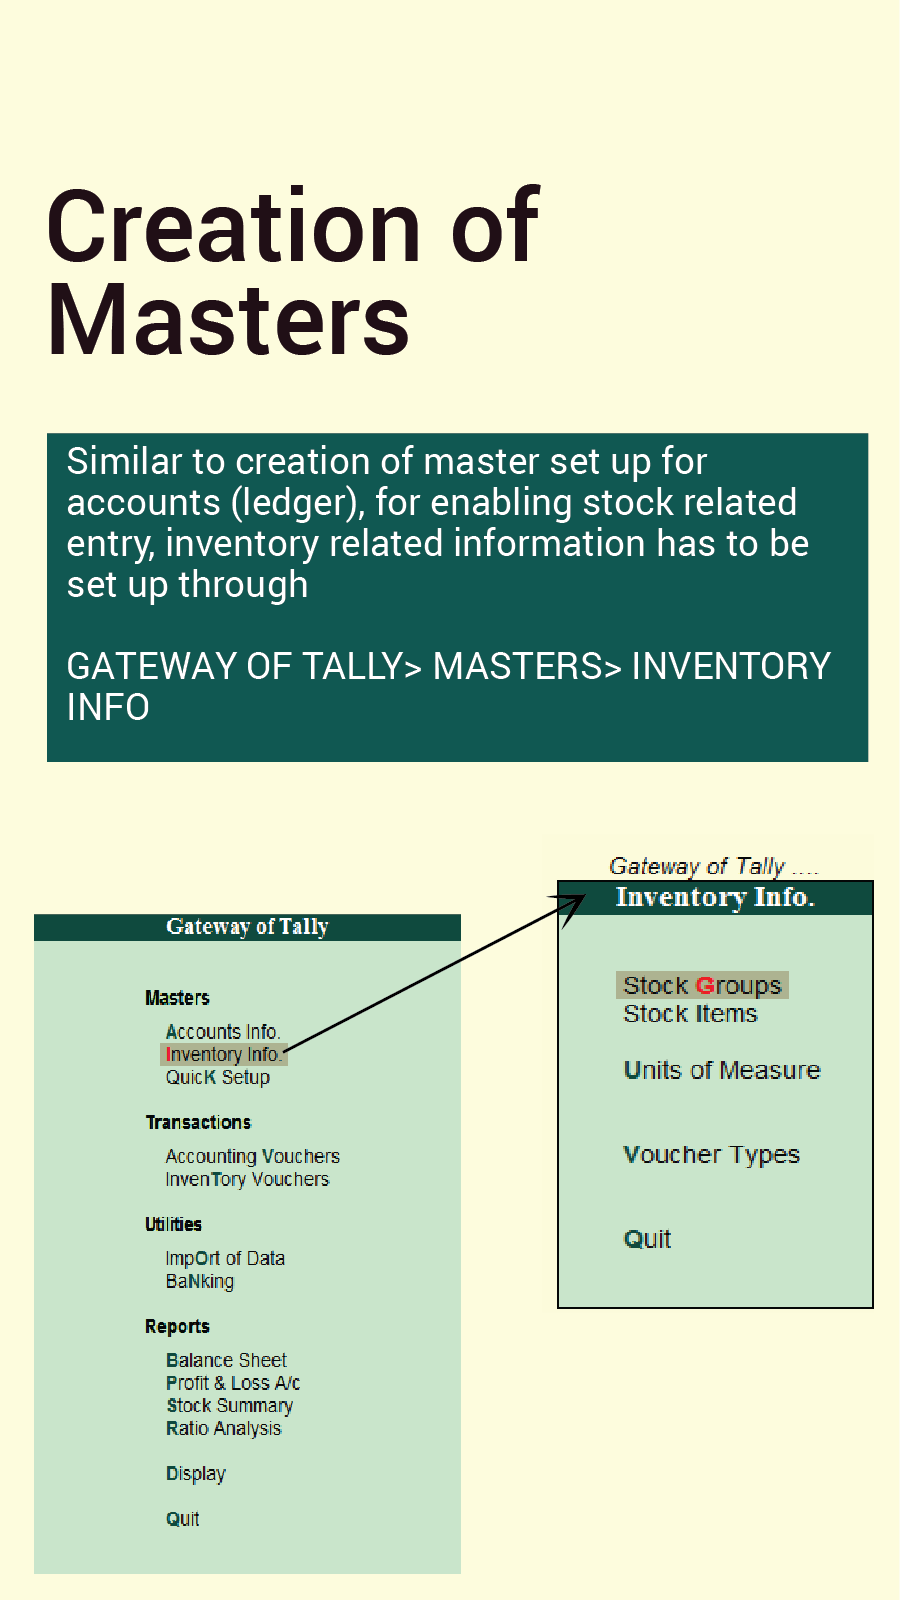 Creation of
Masters
Similar to creation of master set up for
accounts (ledger), for enabling stock related
entry, inventory related information has to be
set up through
GATEWAY OF TALLY> MASTERS> INVENTORY
INFO
Gateway of Tally ....
Inventory Info.
Stock Groups
Stock Items
Units of Measure
Voucher Types
Quit
Gateway of Tally
Masters
Accounts Info.
Inventory Info.
QuicK Setup
Transactions
Accounting Vouchers
InvenTory Vouchers
Utilities
ImpOrt of Data
BaNking
Reports
Balance Sheet
Profit & Loss A/c
Stock Summary
Ratio Analysis
Display
Quit